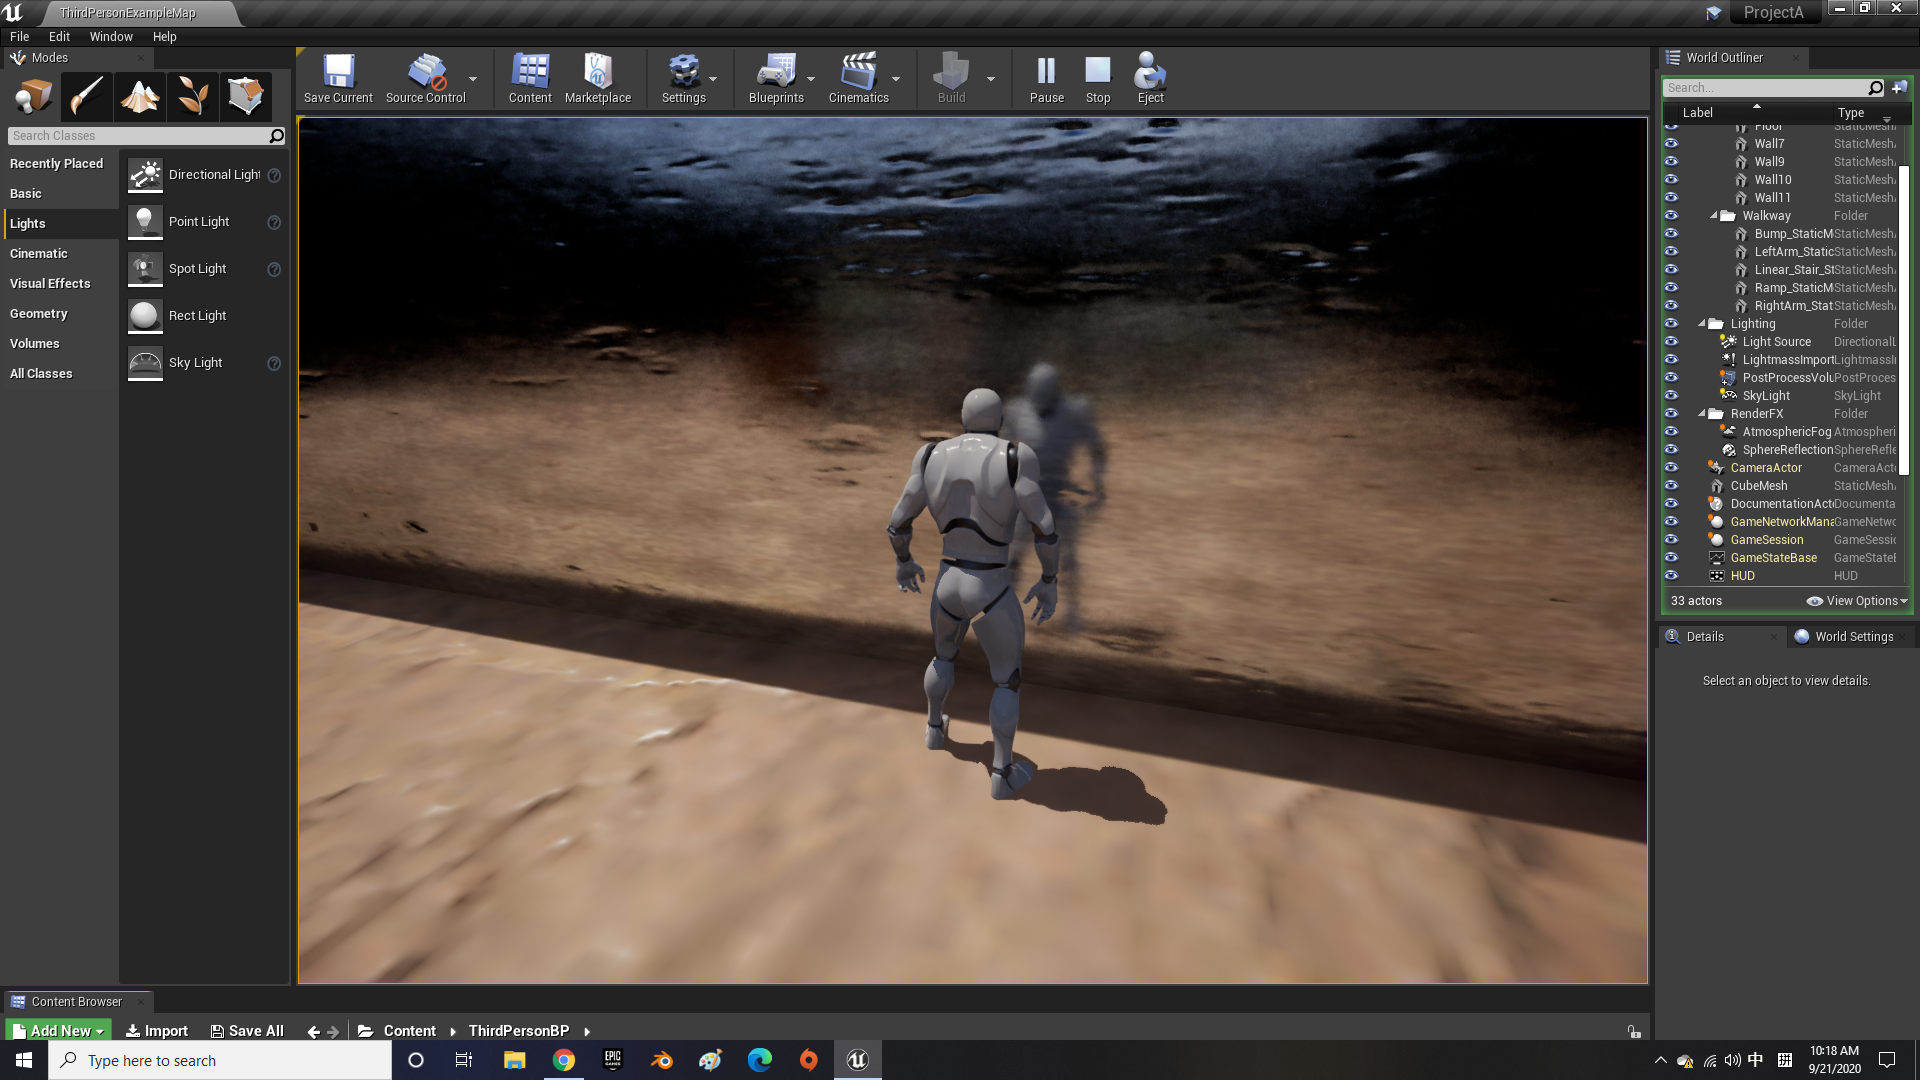 ThirdPersonExampleMap
ProjectA
File Edit Window Help
Modes
Search Classes
Recently Placed
Basic
Lights
Cinematic
Visual Effects
Geometry
Volumes
All Classes
Directional Light
Point Light
Spot Light
Rect Light
Sky Light
Save Current
Source Control
Content
Marketplace
Settings
Blueprints
Cinematics
Build
Pause
Stop
Eject
World Outliner
Search...
Label Type
Floor StaticMesh
Wall7 StaticMesh
Wall9 StaticMesh
Wall10 StaticMesh
Wall11 StaticMesh
Walkway Folder
Bump_StaticM StaticMesh
LeftArm_Static StaticMesh
Linear_Stair_St StaticMesh
Ramp_StaticM StaticMesh
RightArm_Stat StaticMesh
Lighting Folder
Light Source DirectionalL
LightmassImport LightmassI
PostProcessVolu PostProces
SkyLight SkyLight
RenderFX Folder
AtmosphericFog Atmospheri
SphereReflection SphereRefle
CameraActor CameraAct
CubeMesh StaticMesh
DocumentationAct Documenta
GameNetworkMana GameNetwo
GameSession GameSessio
GameStateBase GameStateB
HUD HUD
33 actors View Options
Details
World Settings
Select an object to view details.
Content Browser
Add New Import Save All Content ThirdPersonBP
Type here to search
EPIC GAMES
中
拼
10:18 AM
9/21/2020